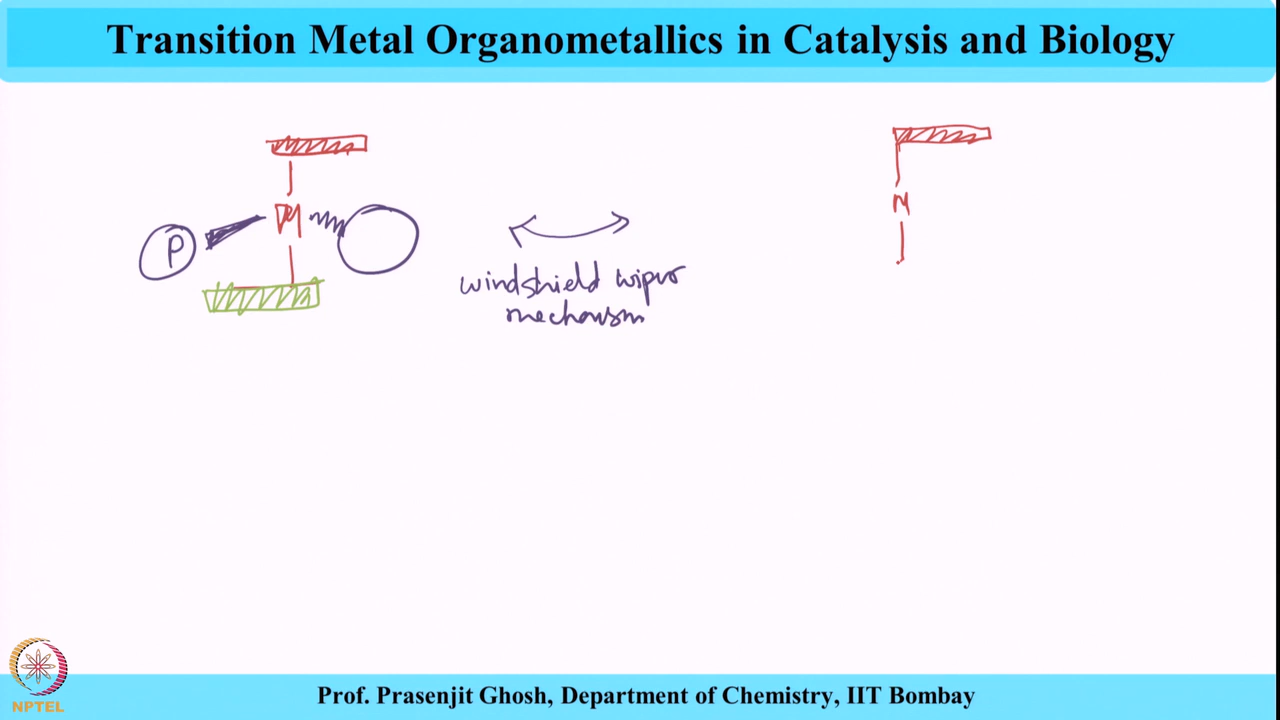 Transition Metal Organometallics in Catalysis and Biology
M
M
P
windshield wiper
mechanism
NPTEL
Prof. Prasenjit Ghosh, Department of Chemistry, IIT Bombay